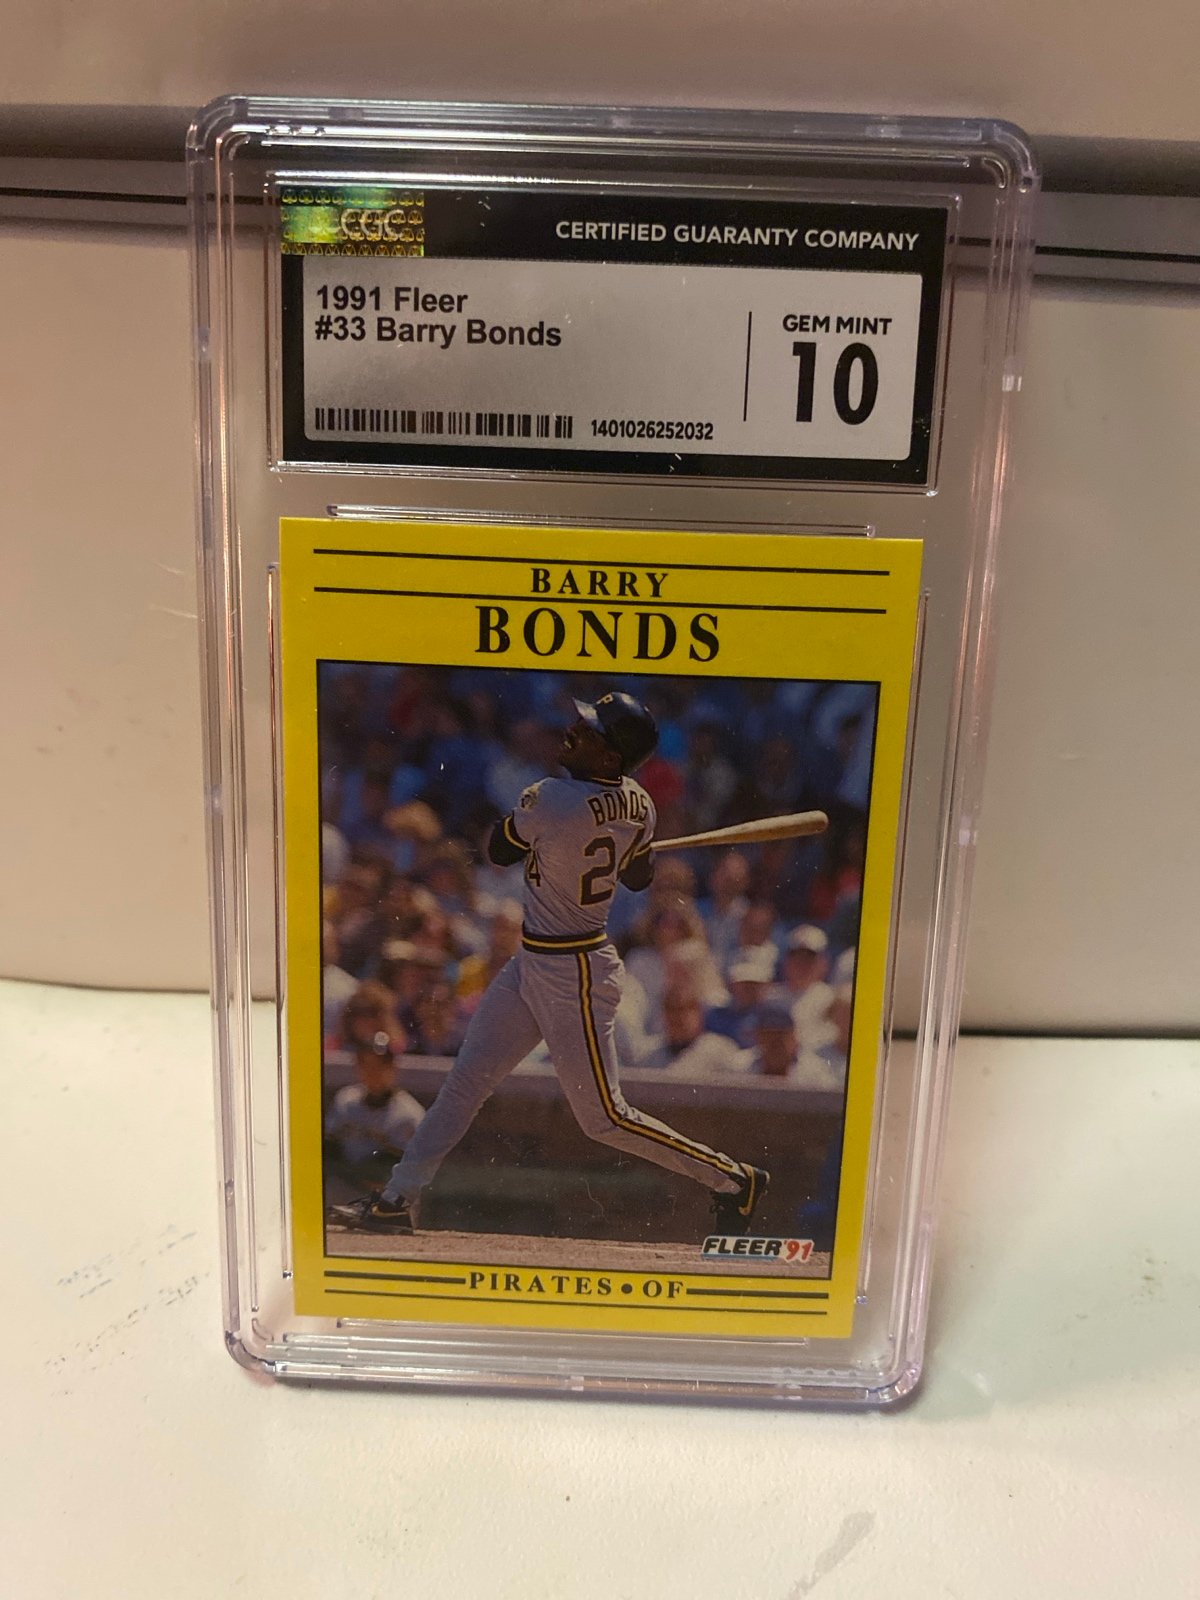 CGC
CERTIFIED GUARANTY COMPANY
1991 Fleer
#33 Barry Bonds
GEM MINT
10
1401026252032
BARRY
BONDS
P
BONDS
24
4
FLEER '91
PIRATES • OF